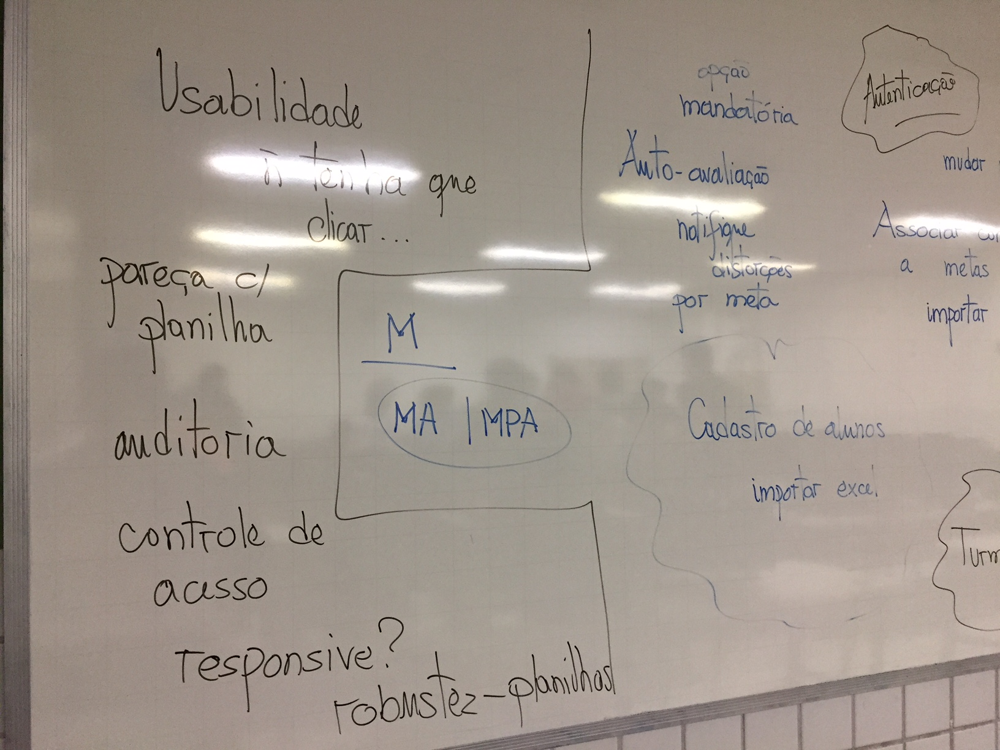 Usabilidade
ñ tenha que
clicar...
pareça c/
planilha
auditoria
controle de
acesso
responsive?
robustez-planilhas
M
MA | MPA
opção
mandatória
Auto-avaliação
notifique
distorções
por meta
Cadastro de alunos
importar excel
Autenticação
mudar
Associar
a metas
importar
Turm